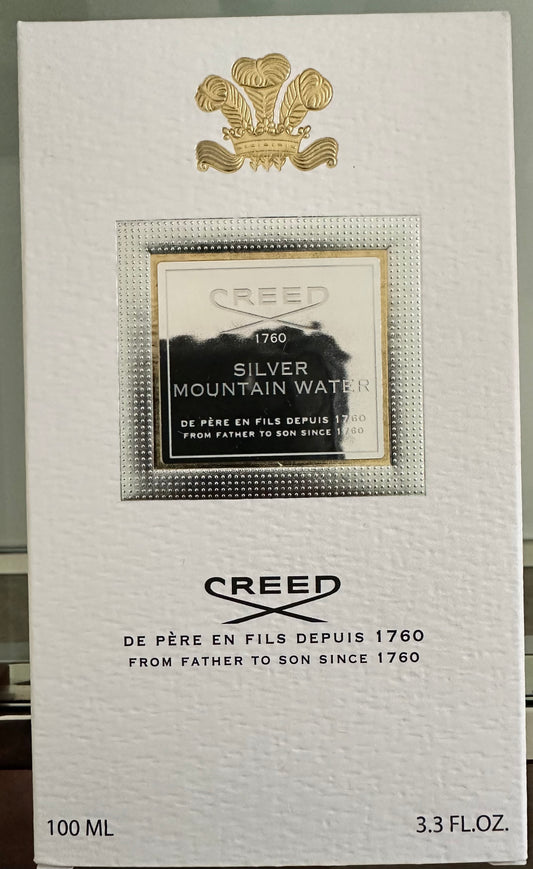 CREED
1760
SILVER
MOUNTAIN WATER
DE PÈRE EN FILS DEPUIS 1760
FROM FATHER TO SON SINCE 1760
CREED
DE PÈRE EN FILS DEPUIS 1760
FROM FATHER TO SON SINCE 1760
100 ML
3.3 FL.OZ.